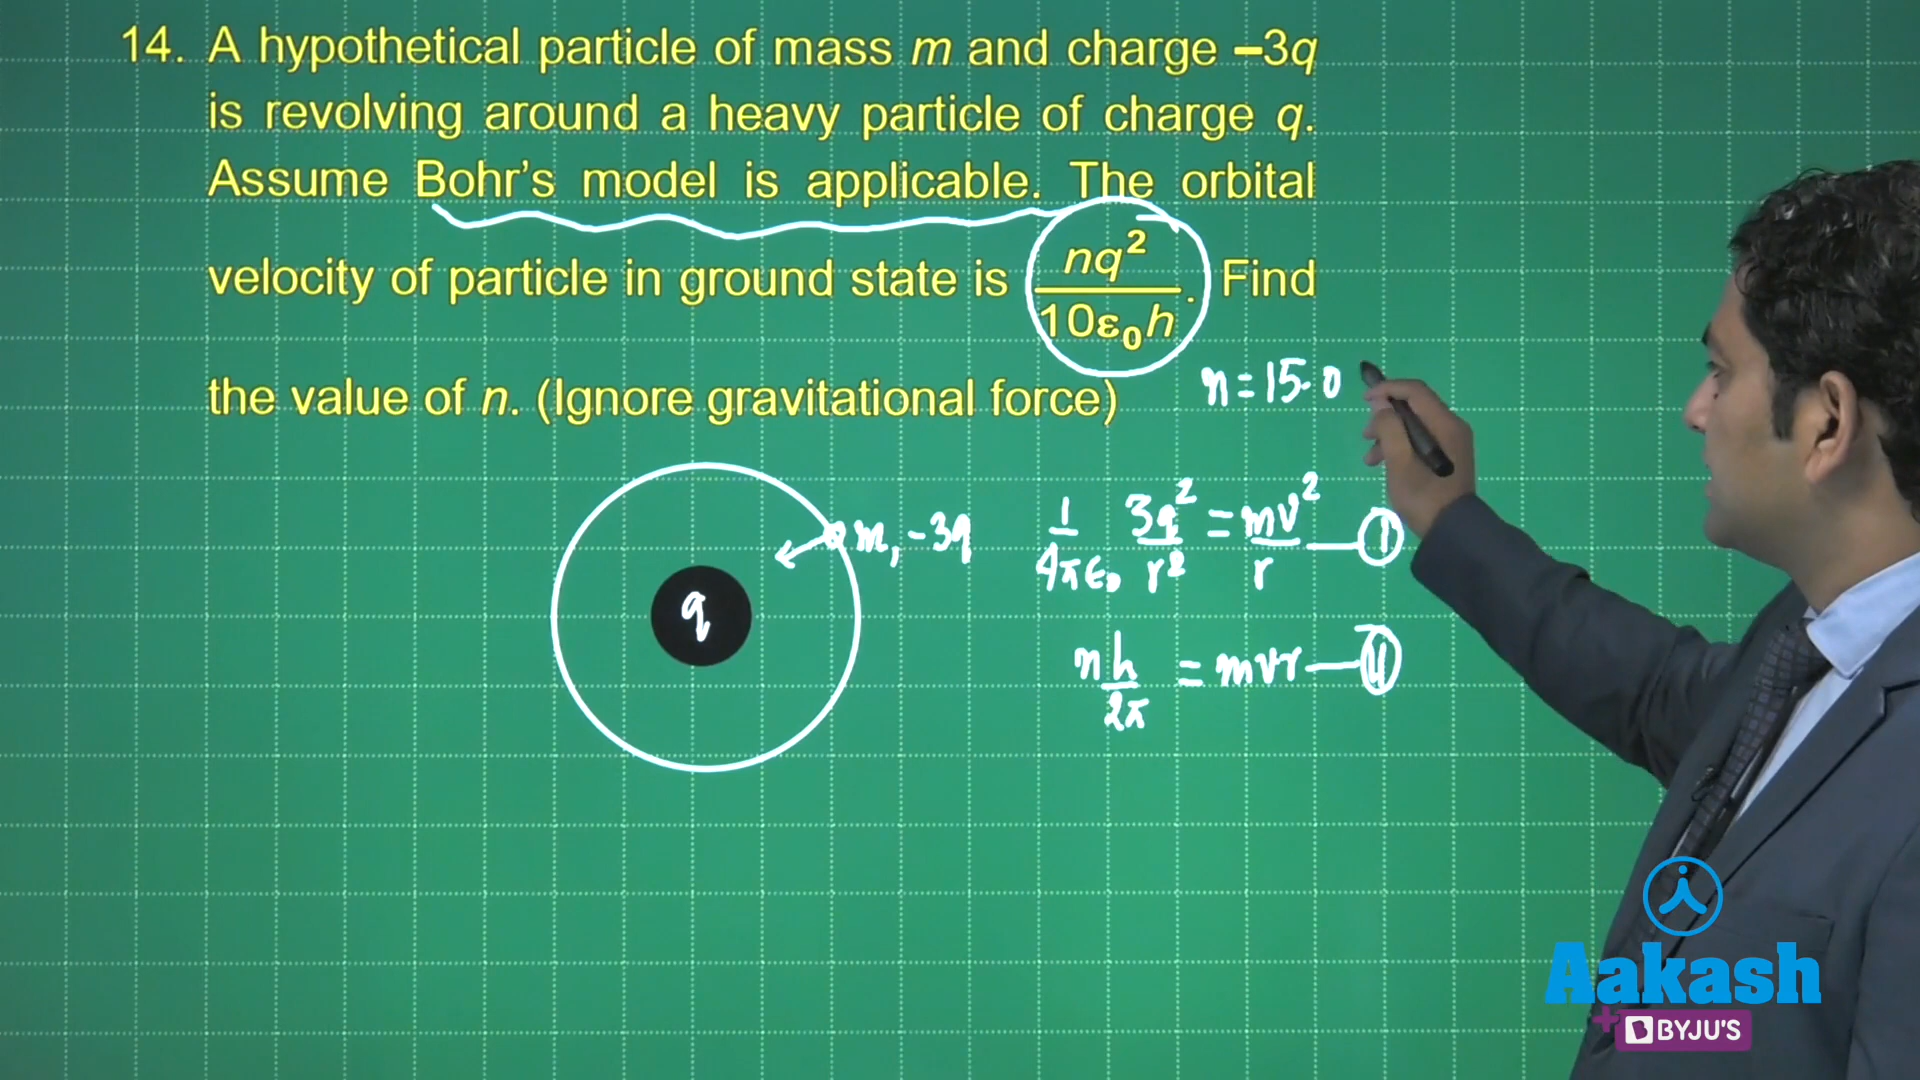 14. A hypothetical particle of mass m and charge –3q
is revolving around a heavy particle of charge q.
Assume Bohr's model is applicable. The orbital
velocity of particle in ground state is nq²/10ε₀h. Find
the value of n. (Ignore gravitational force)
n = 15.0
m, -3q
q
1/4πε₀ 3q²/r² = mv²/r — I
nh/2π = mvr — II
Aakash
+ B BYJU'S